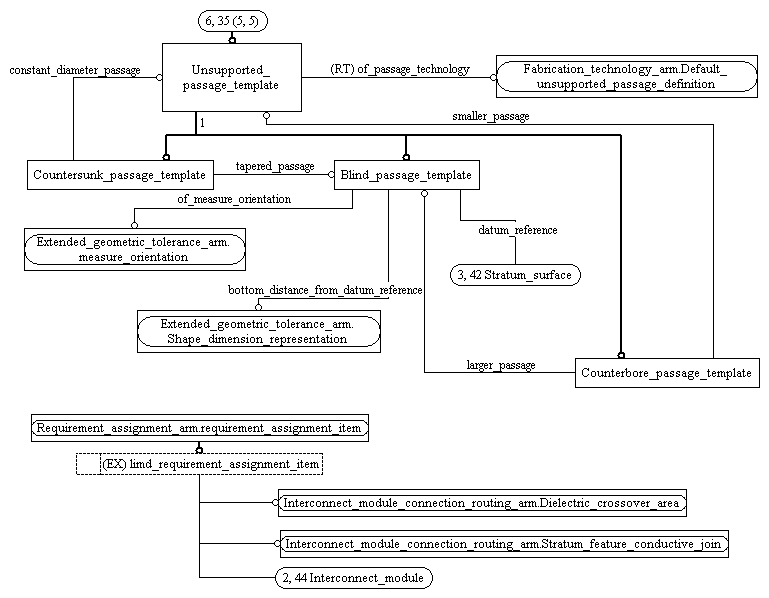 6, 35 (5, 5)
constant_diameter_passage
Unsupported_
passage_template
(RT) of_passage_technology
Fabrication_technology_arm.Default_
unsupported_passage_definition
1
smaller_passage
Countersunk_passage_template
tapered_passage
Blind_passage_template
of_measure_orientation
Extended_geometric_tolerance_arm.
measure_orientation
datum_reference
3, 42 Stratum_surface
bottom_distance_from_datum_reference
Extended_geometric_tolerance_arm.
Shape_dimension_representation
larger_passage
Counterbore_passage_template
Requirement_assignment_arm.requirement_assignment_item
(EX) limd_requirement_assignment_item
Interconnect_module_connection_routing_arm.Dielectric_crossover_area
Interconnect_module_connection_routing_arm.Stratum_feature_conductive_join
2, 44 Interconnect_module